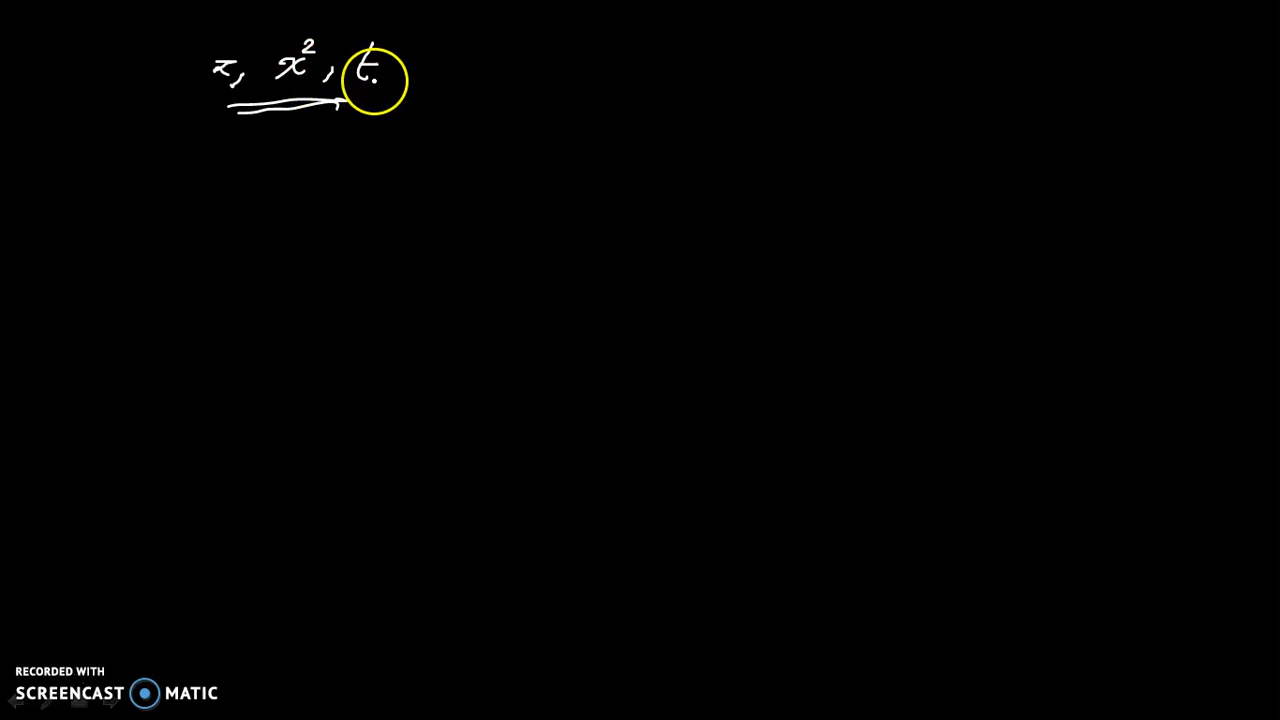 z, x², t.
RECORDED WITH
SCREENCAST MATIC